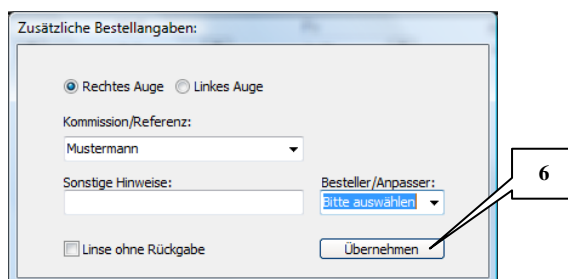 Zusätzliche Bestellangaben:
Rechtes Auge Linkes Auge
Kommission/Referenz:
Mustermann
Sonstige Hinweise: Besteller/Anpasser:
Bitte auswählen
6
Linse ohne Rückgabe Übernehmen